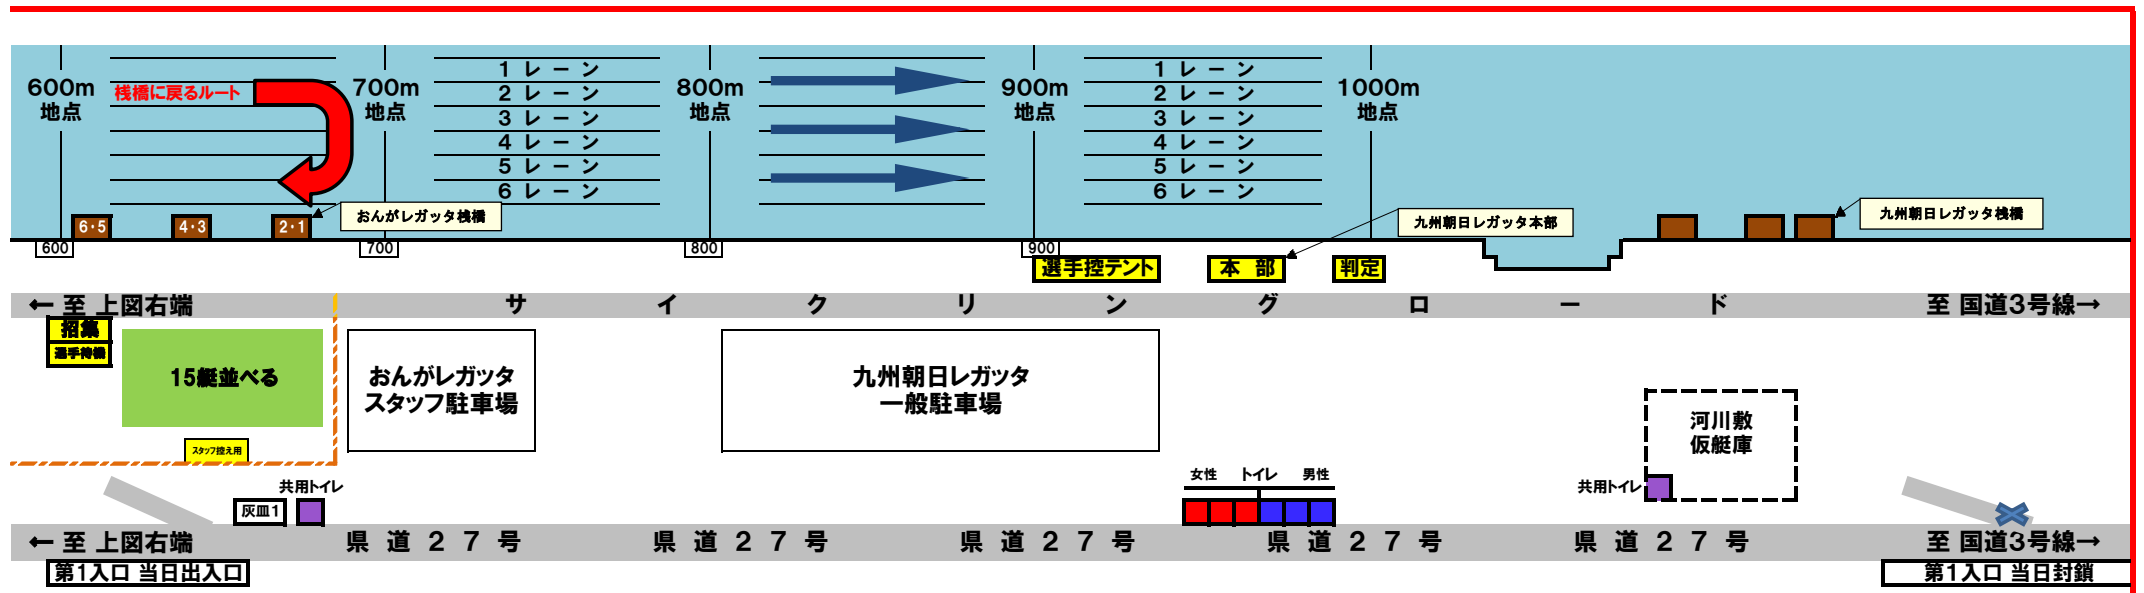 600m
地点
桟橋に戻るルート
700m
地点
1 レ ー ン
2 レ ー ン
3 レ ー ン
4 レ ー ン
5 レ ー ン
6 レ ー ン
800m
地点
900m
地点
1 レ ー ン
2 レ ー ン
3 レ ー ン
4 レ ー ン
5 レ ー ン
6 レ ー ン
1000m
地点
6・5
4・3
2・1
おんがレガッタ桟橋
九州朝日レガッタ本部
九州朝日レガッタ桟橋
600
700
800
900
選手控テント
本 部
判定
← 至 上図右端
サ イ ク リ ン グ ロ ー ド
至 国道3号線→
招集
選手待機
15艇並べる
スタッフ控え用
おんがレガッタ
スタッフ駐車場
九州朝日レガッタ
一般駐車場
河川敷
仮艇庫
女性 トイレ 男性
共用トイレ
灰皿1
共用トイレ
← 至 上図右端
県 道 2 7 号
県 道 2 7 号
県 道 2 7 号
県 道 2 7 号
県 道 2 7 号
至 国道3号線→
第1入口 当日出入口
第1入口 当日封鎖